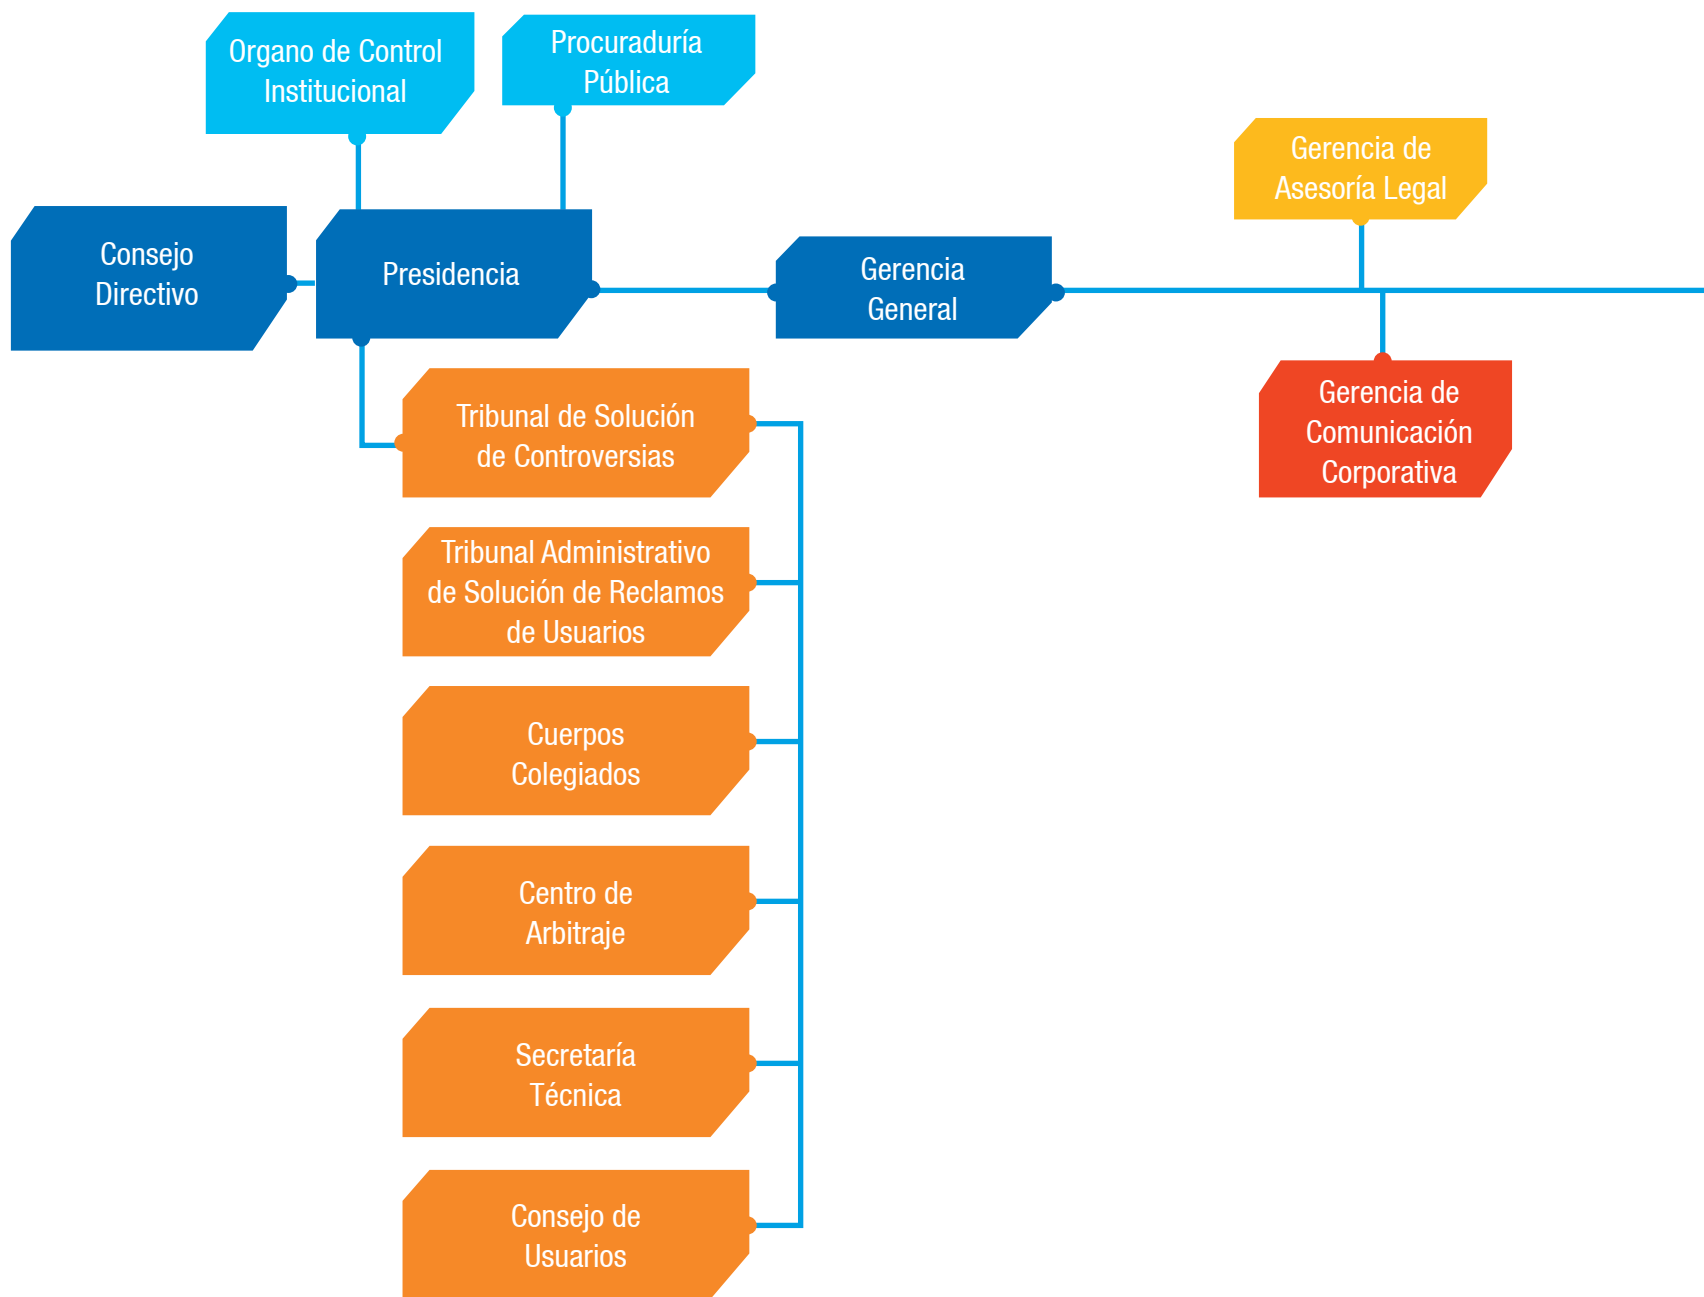 Organo de Control
Institucional
Procuraduría
Pública
Gerencia de
Asesoría Legal
Consejo
Directivo
Presidencia
Gerencia
General
Gerencia de
Comunicación
Corporativa
Tribunal de Solución
de Controversias
Tribunal Administrativo
de Solución de Reclamos
de Usuarios
Cuerpos
Colegiados
Centro de
Arbitraje
Secretaría
Técnica
Consejo de
Usuarios